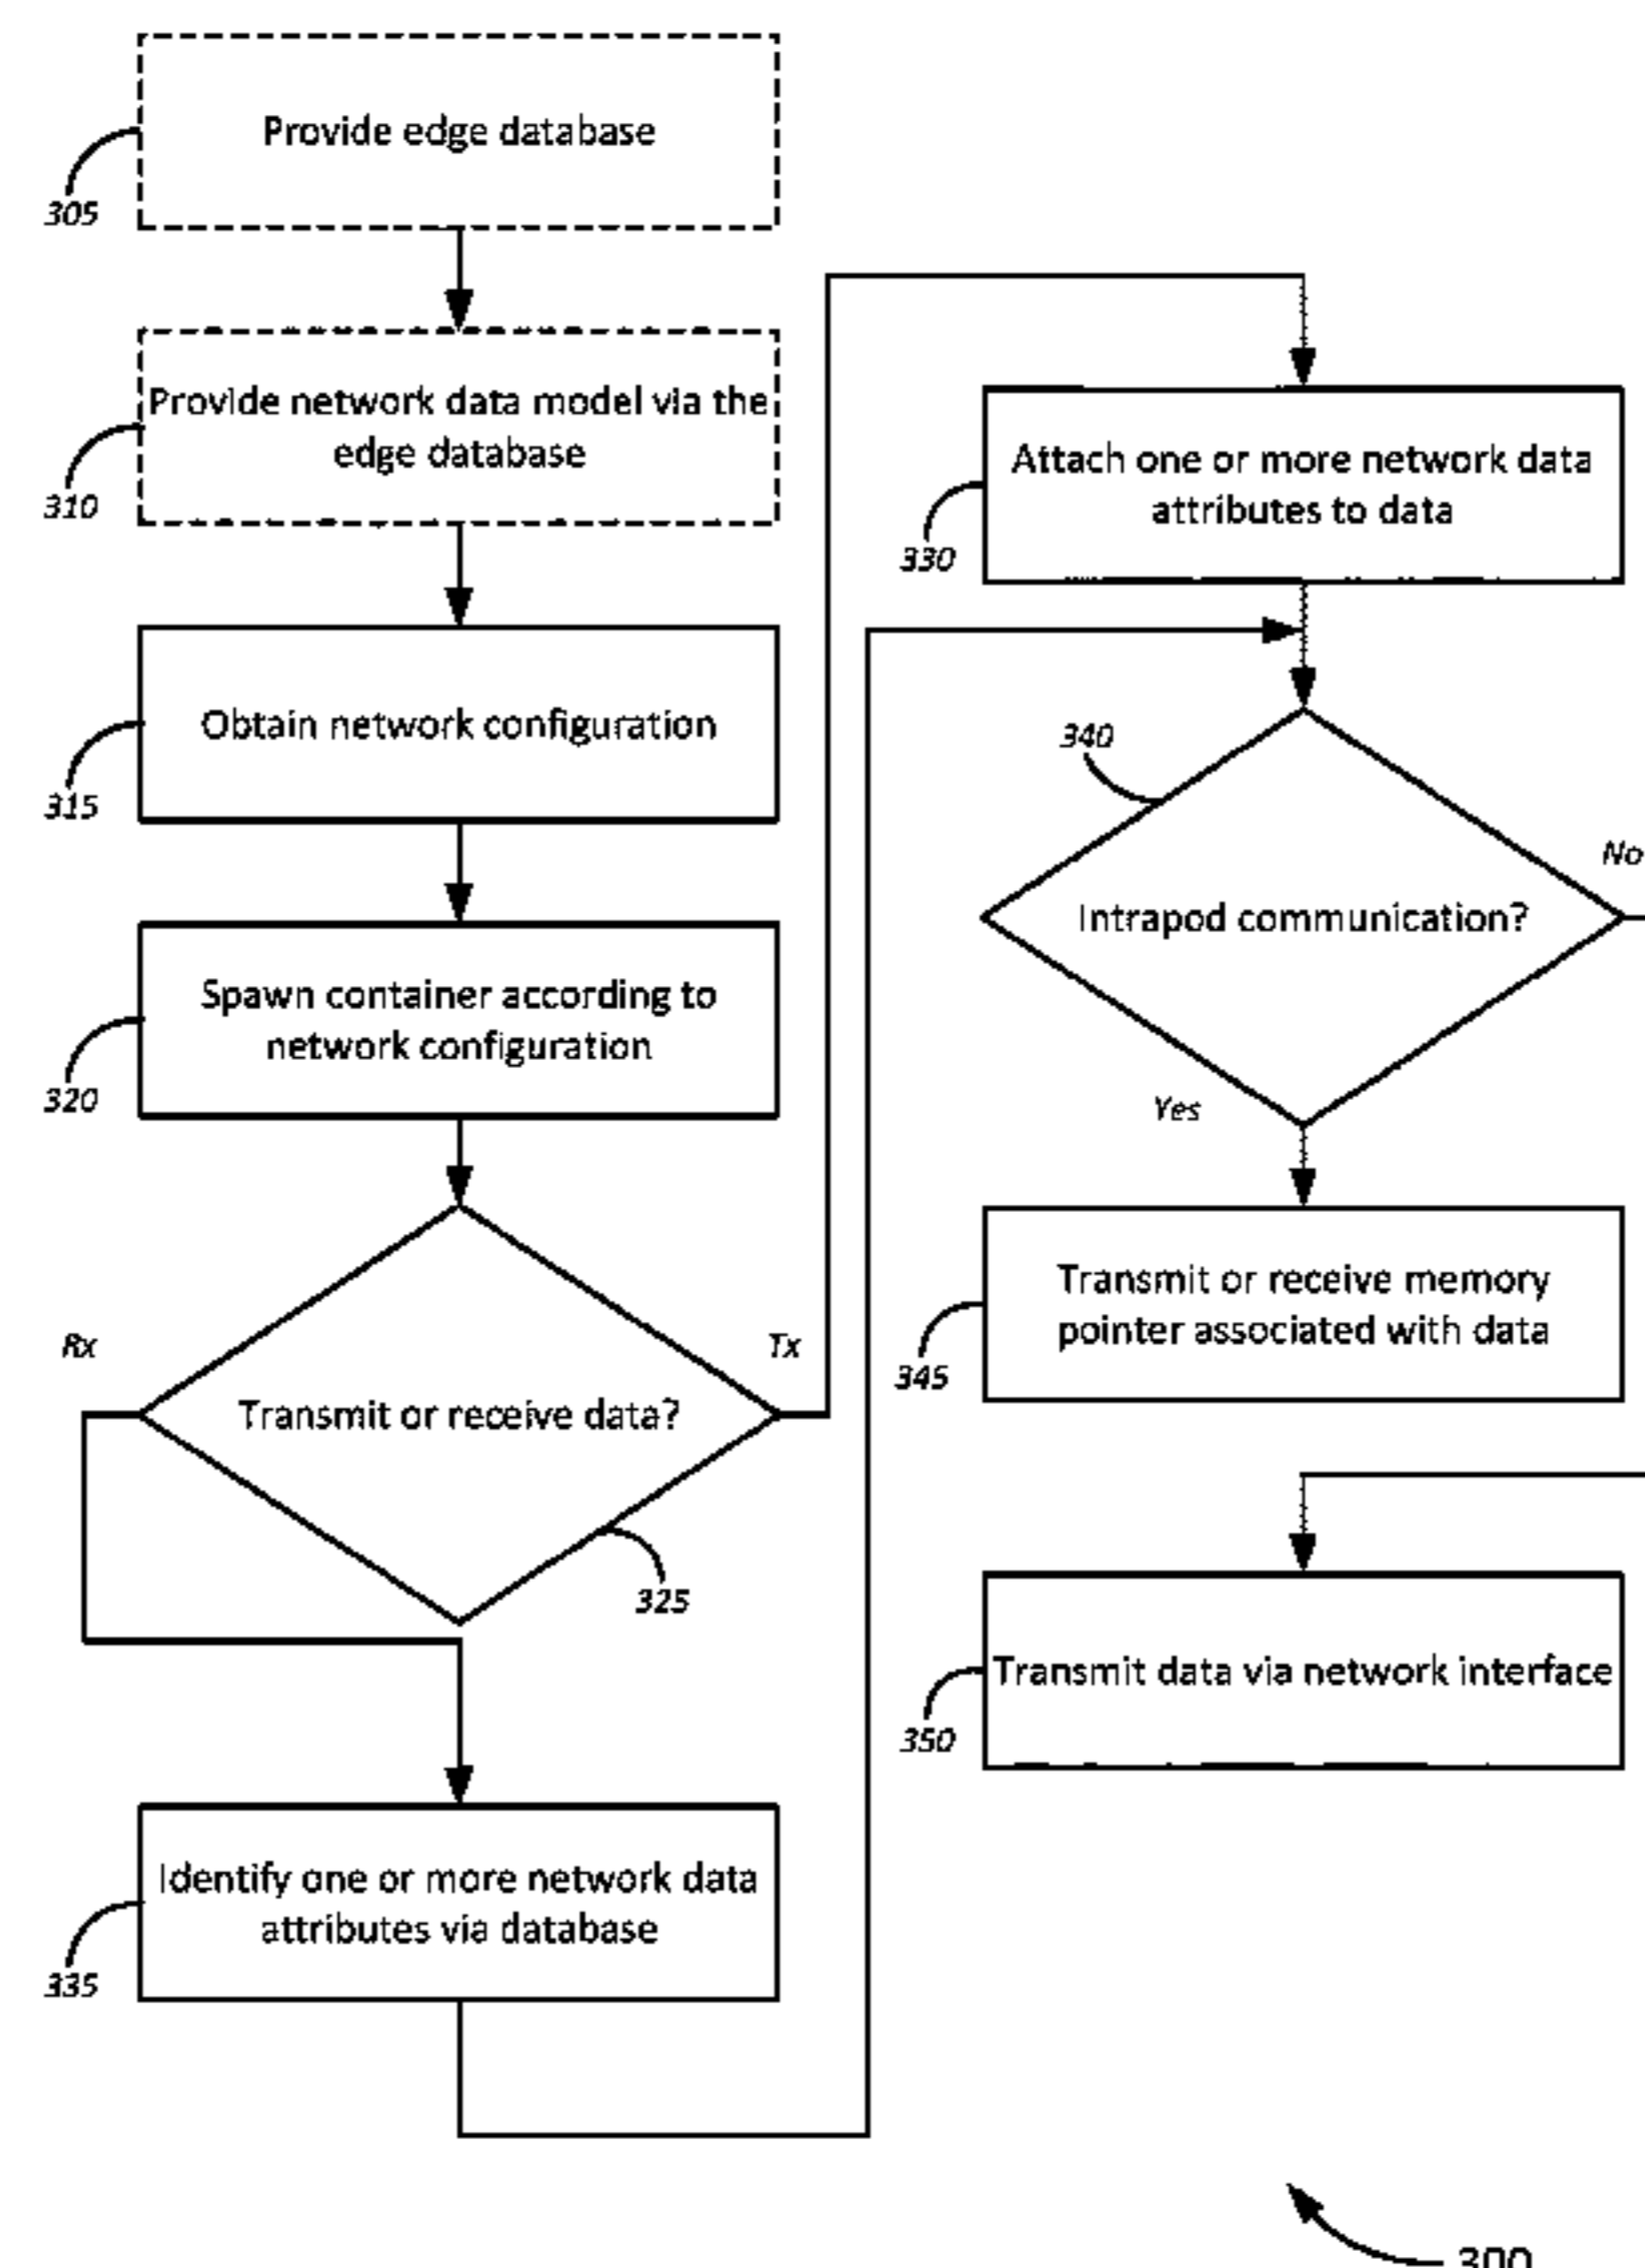 Provide edge database
305
Provide network data model via the
edge database
310
Obtain network configuration
315
Spawn container according to
network configuration
320
Rx
Tx
Transmit or receive data?
325
Identify one or more network data
attributes via database
335
Attach one or more network data
attributes to data
330
340
No
Intrapod communication?
Yes
Transmit or receive memory
pointer associated with data
345
Transmit data via network interface
350
300